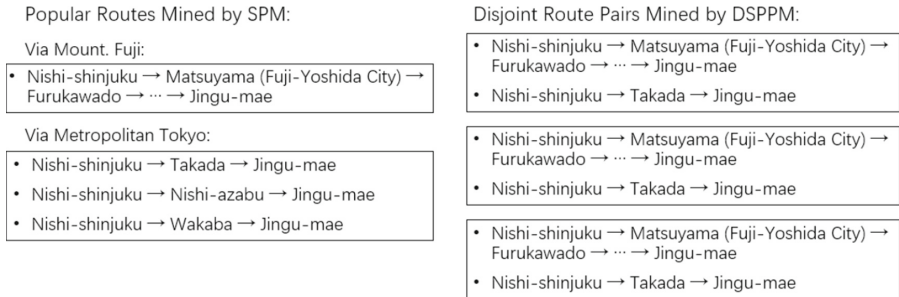 Popular Routes Mined by SPM:
Via Mount. Fuji:
• Nishi-shinjuku → Matsuyama (Fuji-Yoshida City) →
Furukawado → ··· → Jingu-mae
Via Metropolitan Tokyo:
• Nishi-shinjuku → Takada → Jingu-mae
• Nishi-shinjuku → Nishi-azabu → Jingu-mae
• Nishi-shinjuku → Wakaba → Jingu-mae
Disjoint Route Pairs Mined by DSPPM:
• Nishi-shinjuku → Matsuyama (Fuji-Yoshida City) →
Furukawado → ··· → Jingu-mae
• Nishi-shinjuku → Takada → Jingu-mae
• Nishi-shinjuku → Matsuyama (Fuji-Yoshida City) →
Furukawado → ··· → Jingu-mae
• Nishi-shinjuku → Takada → Jingu-mae
• Nishi-shinjuku → Matsuyama (Fuji-Yoshida City) →
Furukawado → ··· → Jingu-mae
• Nishi-shinjuku → Takada → Jingu-mae